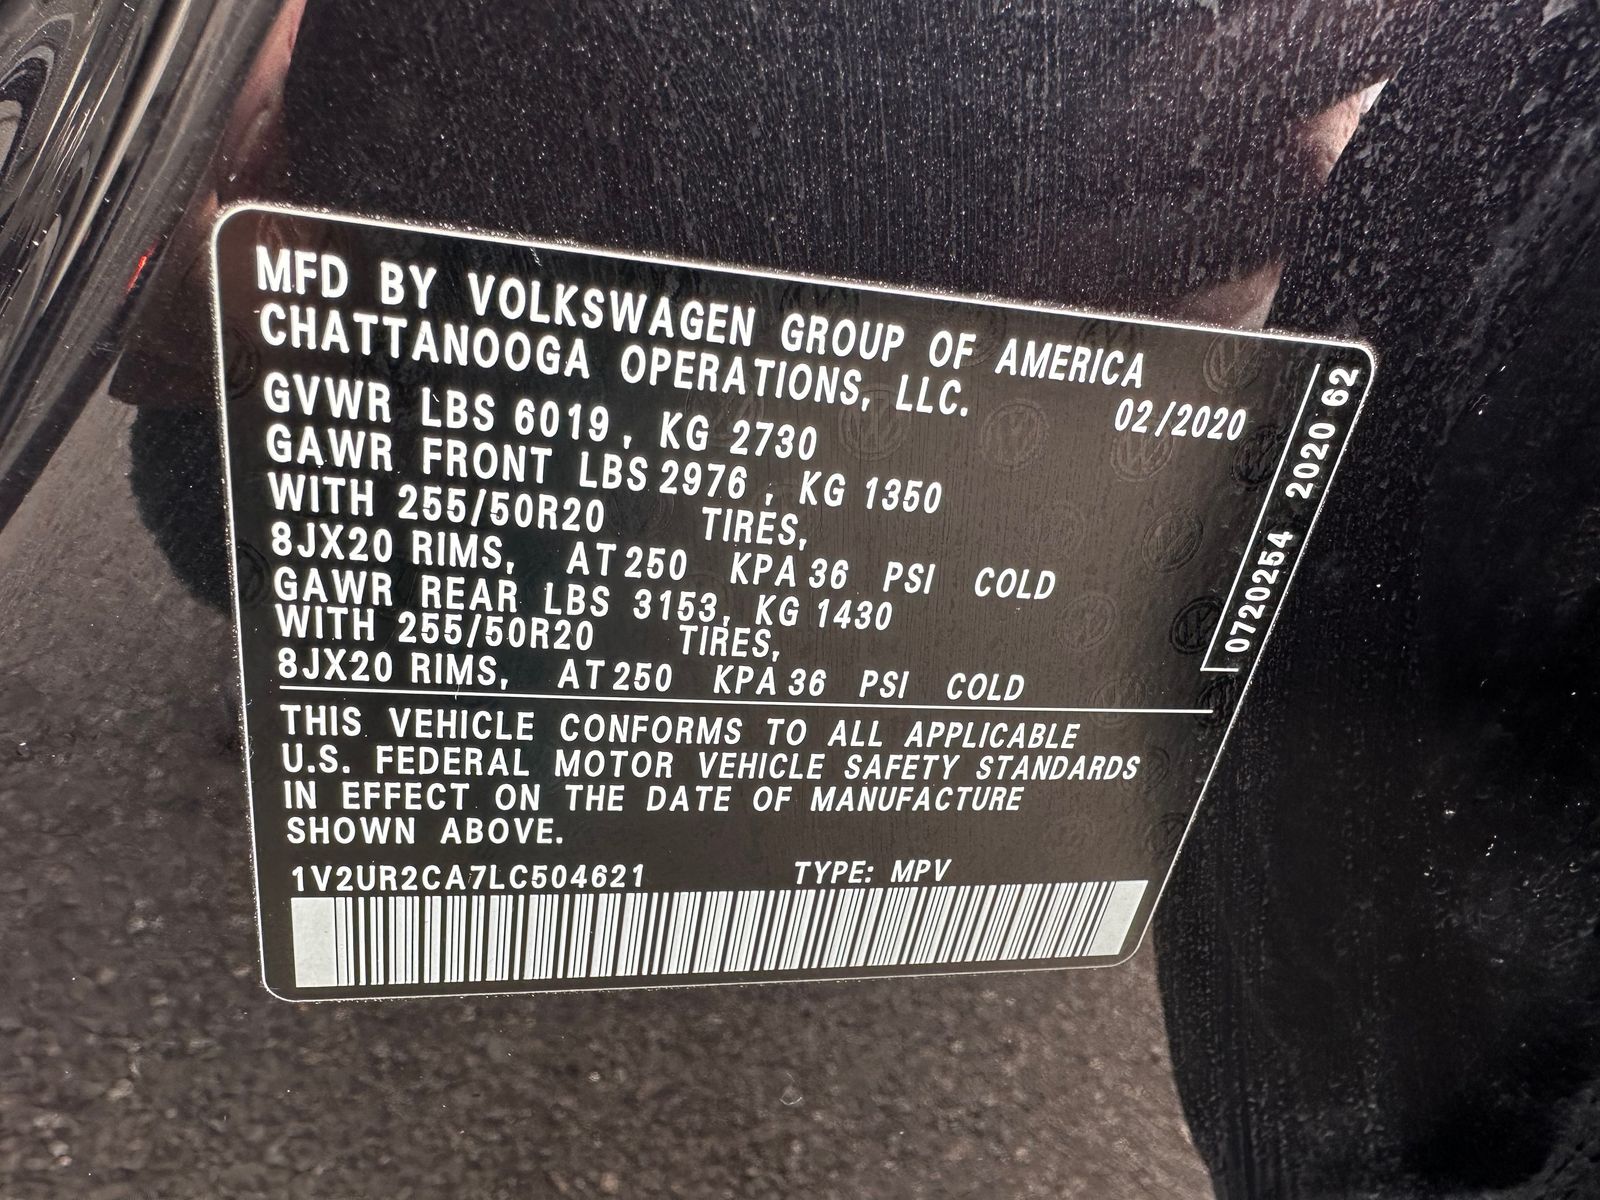 MFD BY VOLKSWAGEN GROUP OF AMERICA
CHATTANOOGA OPERATIONS, LLC.
02/2020
GVWR LBS 6019, KG 2730
GAWR FRONT LBS 2976, KG 1350
WITH 255/50R20 TIRES,
8JX20 RIMS, AT 250 KPA 36 PSI COLD
GAWR REAR LBS 3153, KG 1430
WITH 255/50R20 TIRES,
8JX20 RIMS, AT 250 KPA 36 PSI COLD
THIS VEHICLE CONFORMS TO ALL APPLICABLE
U.S. FEDERAL MOTOR VEHICLE SAFETY STANDARDS
IN EFFECT ON THE DATE OF MANUFACTURE
SHOWN ABOVE.
1V2UR2CA7LC504621 TYPE: MPV
0720254 2020 62